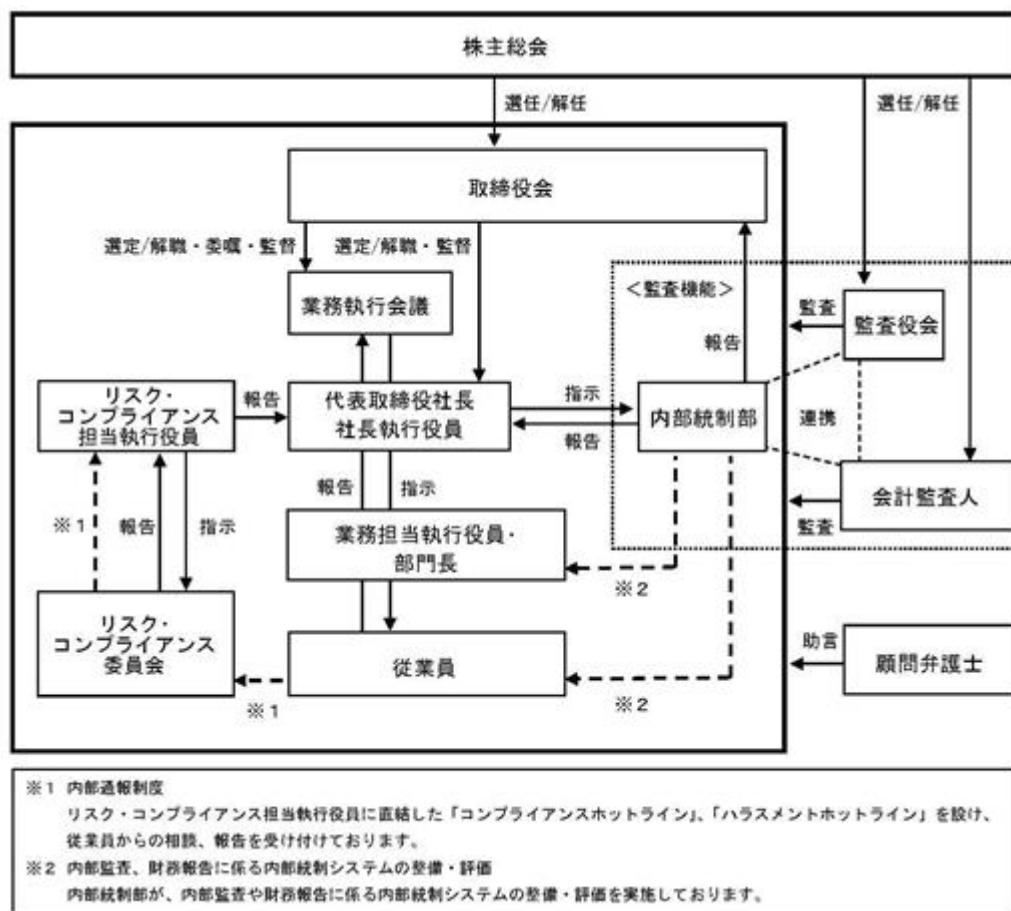 株主総会
選任/解任
選任/解任
取締役会
選定/解職・委嘱・監督
選定/解職・監督
<監査機能>
業務執行会議
監査
監査役会
報告
リスク・
コンプライアンス
担当執行役員
報告
代表取締役社長
社長執行役員
指示
報告
内部統制部
連携
報告
指示
会計監査人
監査
※1
報告
指示
業務担当執行役員・
部門長
※2
リスク・
コンプライアンス
委員会
従業員
助言
顧問弁護士
※1
※2
※1 内部通報制度
リスク・コンプライアンス担当執行役員に直結した「コンプライアンスホットライン」、「ハラスメントホットライン」を設け、
従業員からの相談、報告を受け付けております。
※2 内部監査、財務報告に係る内部統制システムの整備・評価
内部統制部が、内部監査や財務報告に係る内部統制システムの整備・評価を実施しております。